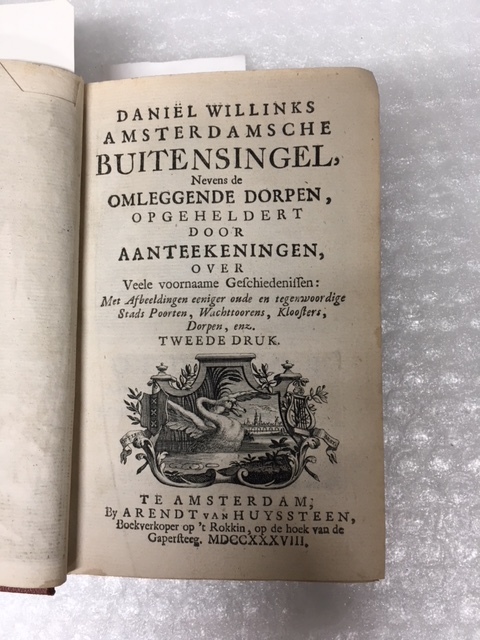 DANIËL WILLINKS
AMSTERDAMSCHE
BUITENSINGEL,
Nevens de
OMLEGGENDE DORPEN,
OPGEHELDERT
DOOR
AANTEEKENINGEN,
OVER
Veele voornaame Geschiedenissen:
Met Afbeeldingen eeniger oude en tegenwoordige
Stads Poorten, Wachttoorens, Kloosters,
Dorpen, enz.
TWEEDE DRUK.
TE AMSTERDAM,
By ARENDT VAN HUYSSTEEN,
Boekverkoper op 't Rokkin, op de hoek van de
Gapersteeg. MDCCXXXVIII.